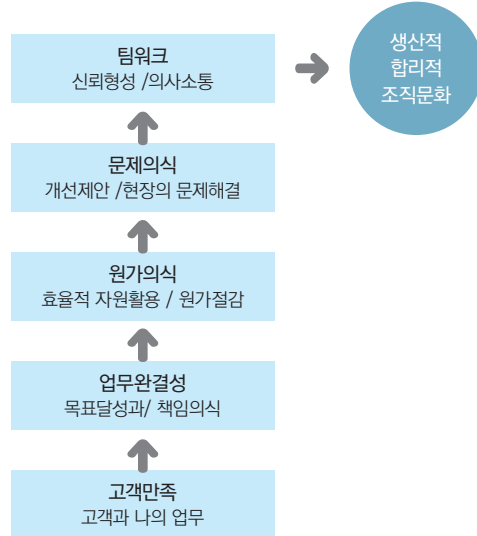 팀워크
신뢰형성 /의사소통
생산적
합리적
조직문화
문제의식
개선제안 /현장의 문제해결
원가의식
효율적 자원활용 / 원가절감
업무완결성
목표달성과/ 책임의식
고객만족
고객과 나의 업무